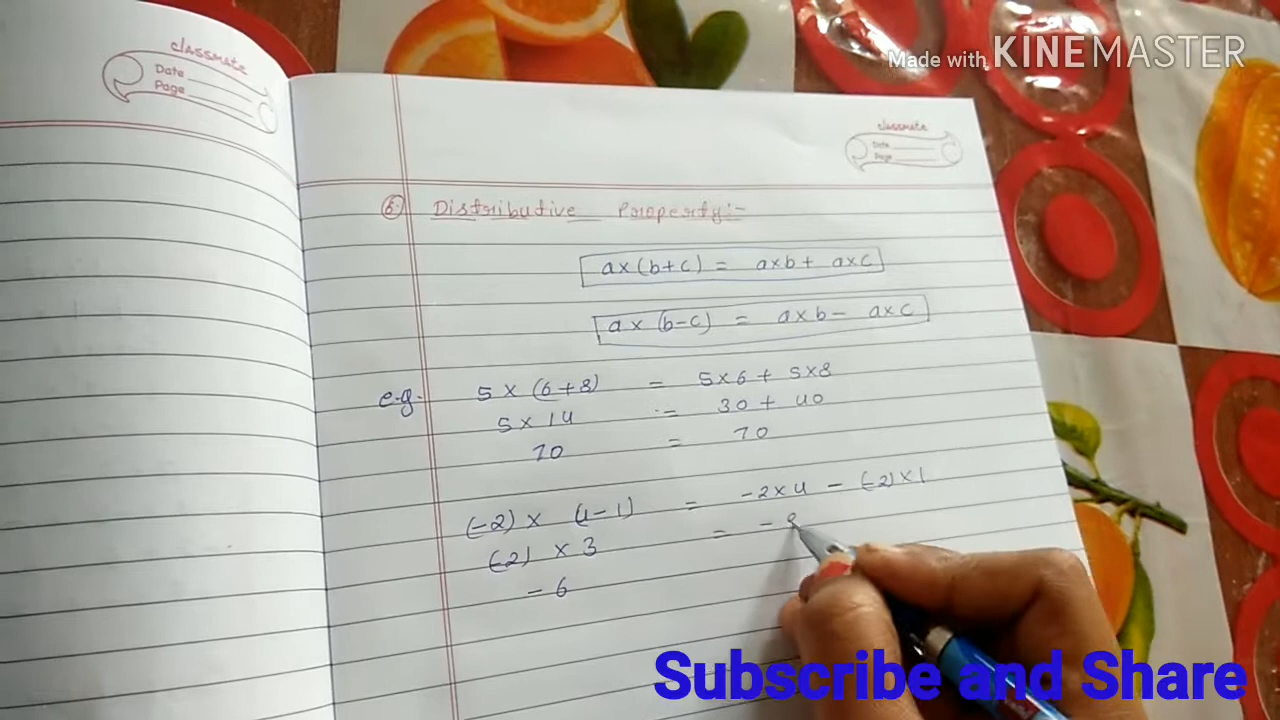 classmate
Date
Page
Made with KINEMASTER
classmate
Date
Page
6. Distributive Property:-
a×(b+c) = a×b + a×c
a×(b-c) = a×b - a×c
e.g. 5×(6+8) = 5×6 + 5×8
5×14 = 30+40
70 = 70
(-2) × (4-1) = -2×4 - (-2)×1
(-2) × 3 = -8
-6
Subscribe and Share